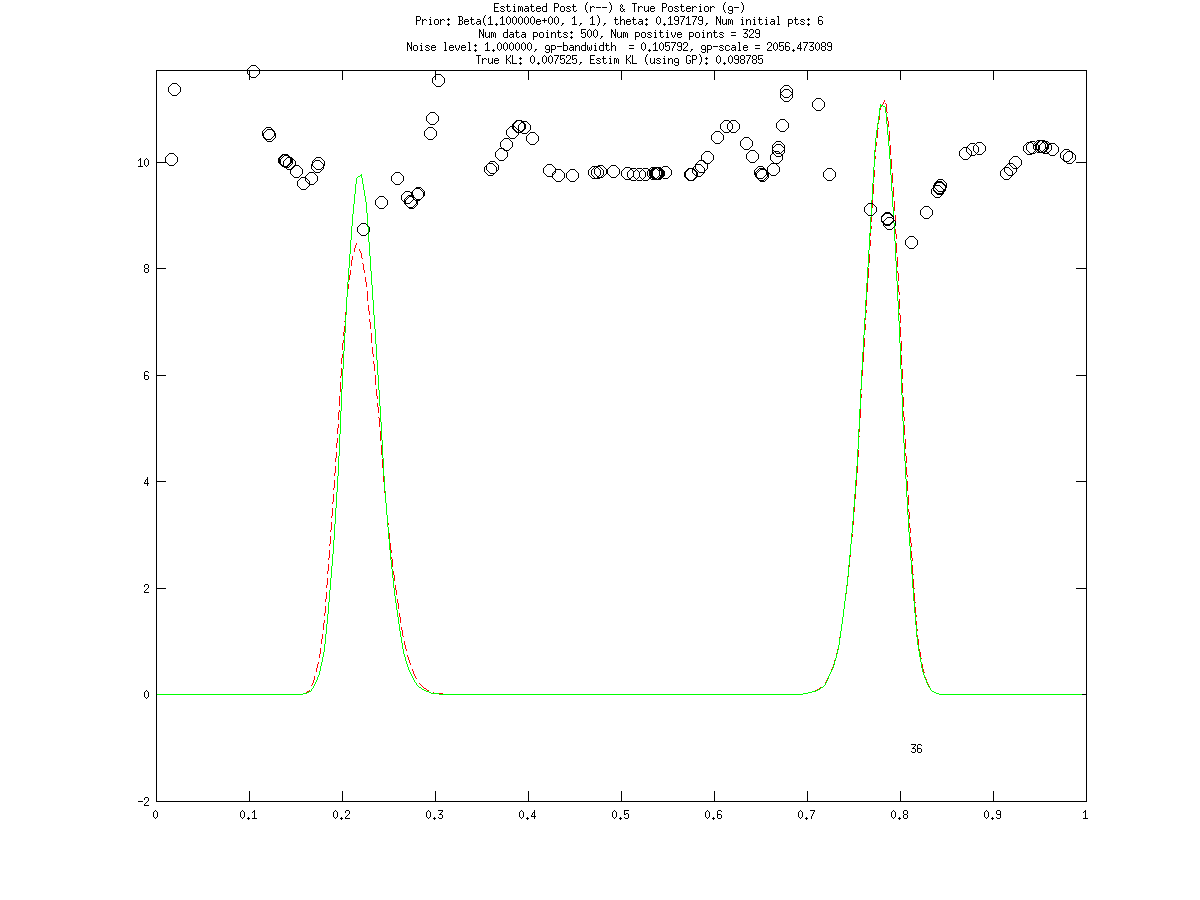 Estimated Post (r--) & True Posterior (g-)
Prior: Beta(1.100000e+00, 1, 1), theta: 0.197179, Num initial pts: 6
Num data points: 500, Num positive points = 329
Noise level: 1.000000, gp-bandwidth  = 0.105792, gp-scale = 2056.473089
True KL: 0.007525, Estim KL (using GP): 0.098785
10
8
6
4
2
0
36
-2
0 0.1 0.2 0.3 0.4 0.5 0.6 0.7 0.8 0.9 1